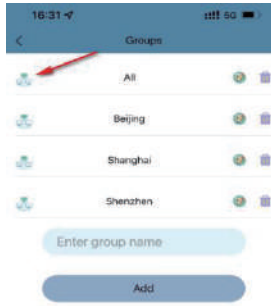 16:31 5G
Groups
All
Beijing
Shanghai
Shenzhen
Enter group name
Add